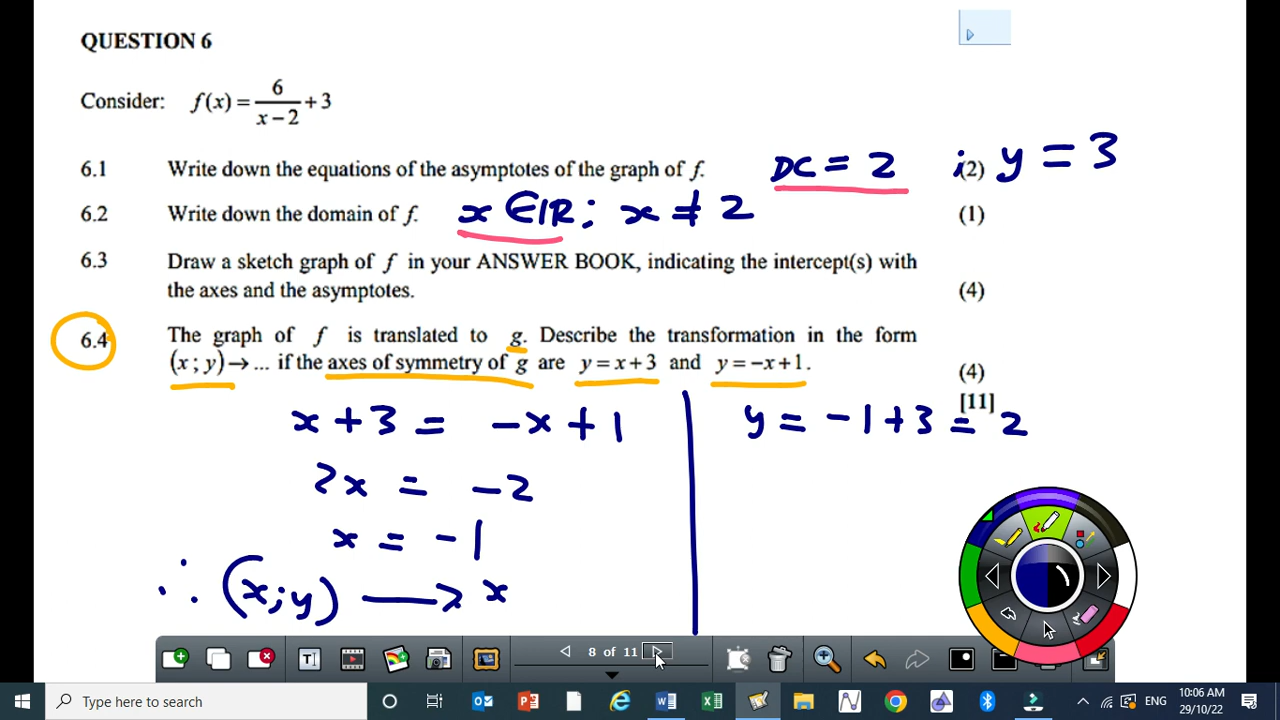 QUESTION 6
Consider: f(x) = 6/(x − 2) + 3
6.1 Write down the equations of the asymptotes of the graph of f. x = 2 ; y = 3 (2)
6.2 Write down the domain of f. x ∈ IR ; x ≠ 2 (1)
6.3 Draw a sketch graph of f in your ANSWER BOOK, indicating the intercept(s) with
the axes and the asymptotes. (4)
6.4 The graph of f is translated to g. Describe the transformation in the form
(x ; y) → ... if the axes of symmetry of g are y = x + 3 and y = −x + 1. (4)
[11]
x + 3 = −x + 1
2x = −2
x = −1
∴ (x ; y) ⟶ x
y = −1 + 3 = 2
8 of 11
Type here to search
ENG
10:06 AM
29/10/22